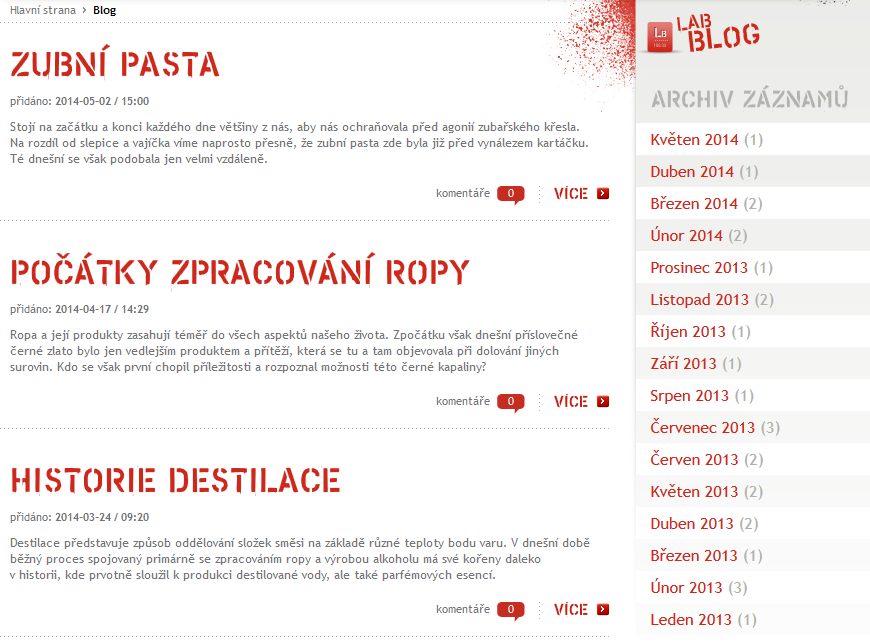 Hlavní strana › Blog
ZUBNÍ PASTA
přidáno: 2014-05-02 / 15:00
Stojí na začátku a konci každého dne většiny z nás, aby nás ochraňovala před agonií zubařského křesla.
Na rozdíl od slepice a vajíčka víme naprosto přesně, že zubní pasta zde byla již před vynálezem kartáčku.
Té dnešní se však podobala jen velmi vzdáleně.
komentáře 0 VÍCE
POČÁTKY ZPRACOVÁNÍ ROPY
přidáno: 2014-04-17 / 14:29
Ropa a její produkty zasahují téměř do všech aspektů našeho života. Zpočátku však dnešní příslovečné
černé zlato bylo jen vedlejším produktem a přítěží, která se tu a tam objevovala při dolování jiných
surovin. Kdo se však první chopil příležitosti a rozpoznal možnosti této černé kapaliny?
komentáře 0 VÍCE
HISTORIE DESTILACE
přidáno: 2014-03-24 / 09:20
Destilace představuje způsob oddělování složek směsi na základě různé teploty bodu varu. V dnešní době
běžný proces spojovaný primárně se zpracováním ropy a výrobou alkoholu má své kořeny daleko
v historii, kde prvotně sloužil k produkci destilované vody, ale také parfémových esencí.
komentáře 0 VÍCE
LB
LAB
BLOG
ARCHIV ZÁZNAMŮ
Květen 2014 (1)
Duben 2014 (1)
Březen 2014 (2)
Únor 2014 (2)
Prosinec 2013 (1)
Listopad 2013 (2)
Říjen 2013 (1)
Září 2013 (1)
Srpen 2013 (1)
Červenec 2013 (3)
Červen 2013 (2)
Květen 2013 (2)
Duben 2013 (2)
Březen 2013 (1)
Únor 2013 (3)
Leden 2013 (1)